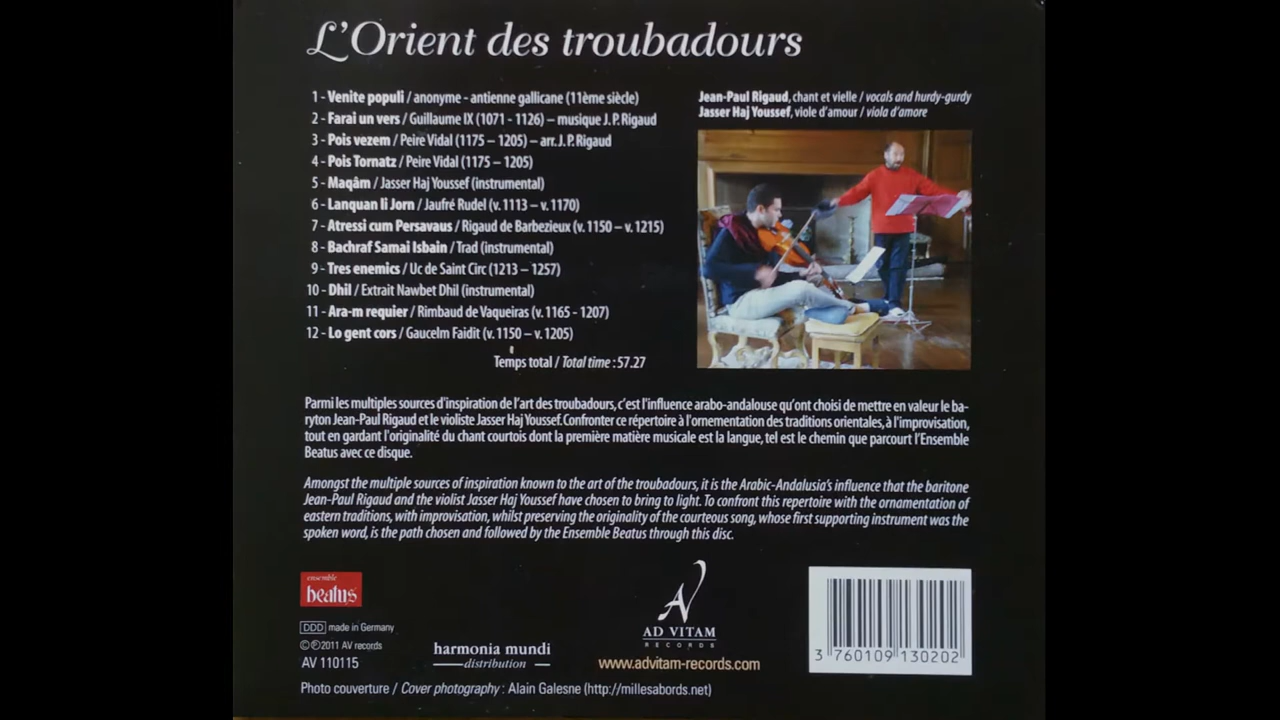 L'Orient des troubadours
1 - Venite populi / anonyme - antienne gallicane (11ème siècle)
2 - Farai un vers / Guillaume IX (1071 - 1126) – musique J. P. Rigaud
3 - Pois vezem / Peire Vidal (1175 – 1205) – arr. J. P. Rigaud
4 - Pois Tornatz / Peire Vidal (1175 – 1205)
5 - Maqâm / Jasser Haj Youssef (instrumental)
6 - Lanquan li Jorn / Jaufré Rudel (v. 1113 – v. 1170)
7 - Atressi cum Persavaus / Rigaud de Barbezieux (v. 1150 – v. 1215)
8 - Bachraf Samai Isbain / Trad (instrumental)
9 - Tres enemics / Uc de Saint Circ (1213 – 1257)
10 - Dhil / Extrait Nawbet Dhil (instrumental)
11 - Ara-m requier / Rimbaud de Vaqueiras (v. 1165 - 1207)
12 - Lo gent cors / Gaucelm Faidit (v. 1150 – v. 1205)
Temps total / Total time : 57.27
Jean-Paul Rigaud, chant et vielle / vocals and hurdy-gurdy
Jasser Haj Youssef, viole d'amour / viola d'amore
Parmi les multiples sources d'inspiration de l'art des troubadours, c'est l'influence arabo-andalouse qu'ont choisi de mettre en valeur le ba-
ryton Jean-Paul Rigaud et le violiste Jasser Haj Youssef. Confronter ce répertoire à l'ornementation des traditions orientales, à l'improvisation,
tout en gardant l'originalité du chant courtois dont la première matière musicale est la langue, tel est le chemin que parcourt l'Ensemble
Beatus avec ce disque.
Amongst the multiple sources of inspiration known to the art of the troubadours, it is the Arabic-Andalusia's influence that the baritone
Jean-Paul Rigaud and the violist Jasser Haj Youssef have chosen to bring to light. To confront this repertoire with the ornamentation of
eastern traditions, with improvisation, whilst preserving the originality of the courteous song, whose first supporting instrument was the
spoken word, is the path chosen and followed by the Ensemble Beatus through this disc.
ensemble
beatus
DDD made in Germany
©℗2011 AV records
AV 110115
harmonia mundi
distribution
AV
AD VITAM
RECORDS
www.advitam-records.com
3 760109 130202
Photo couverture / Cover photography : Alain Galesne (http://millesabords.net)